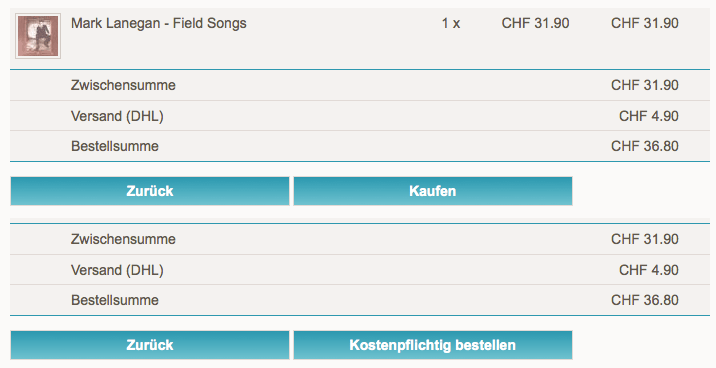 Mark Lanegan - Field Songs 1 x CHF 31.90 CHF 31.90
Zwischensumme CHF 31.90
Versand (DHL) CHF 4.90
Bestellsumme CHF 36.80
Zurück Kaufen
Zwischensumme CHF 31.90
Versand (DHL) CHF 4.90
Bestellsumme CHF 36.80
Zurück Kostenpflichtig bestellen